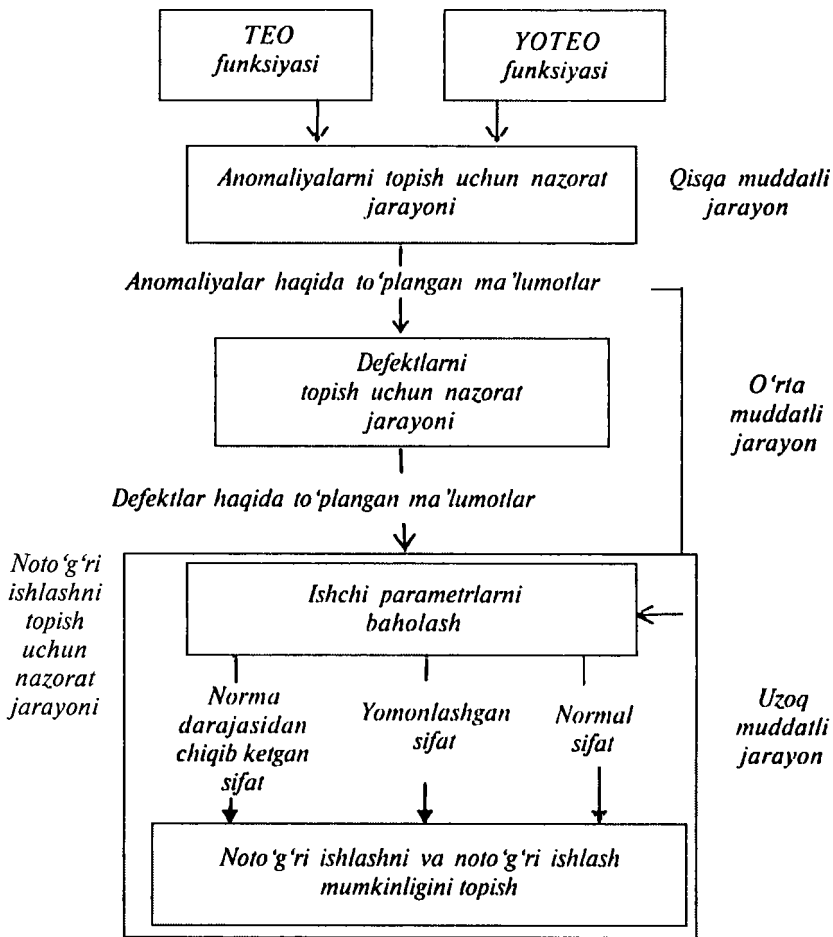 TEO
funksiyasi
YOTEO
funksiyasi
Anomaliyalarni topish uchun nazorat
jarayoni
Qisqa muddatli
jarayon
Anomaliyalar haqida to‘plangan ma’lumotlar
Defektlarni
topish uchun nazorat
jarayoni
O‘rta
muddatli
jarayon
Defektlar haqida to‘plangan ma’lumotlar
Noto‘g‘ri
ishlashni
topish
uchun
nazorat
jarayoni
Ishchi parametrlarni
baholash
Norma
darajasidan
chiqib ketgan
sifat
Yomonlashgan
sifat
Normal
sifat
Uzoq
muddatli
jarayon
Noto‘g‘ri ishlashni va noto‘g‘ri ishlash
mumkinligini topish